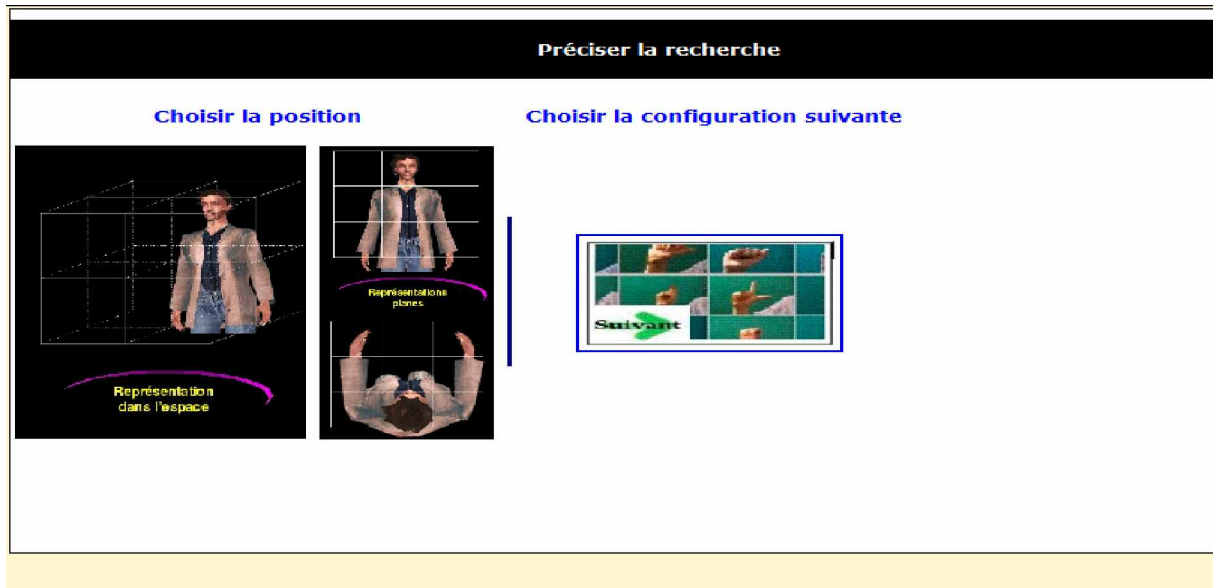 Préciser la recherche
Choisir la position
Choisir la configuration suivante
Représentation
dans l'espace
Représentations
planes
Suivant